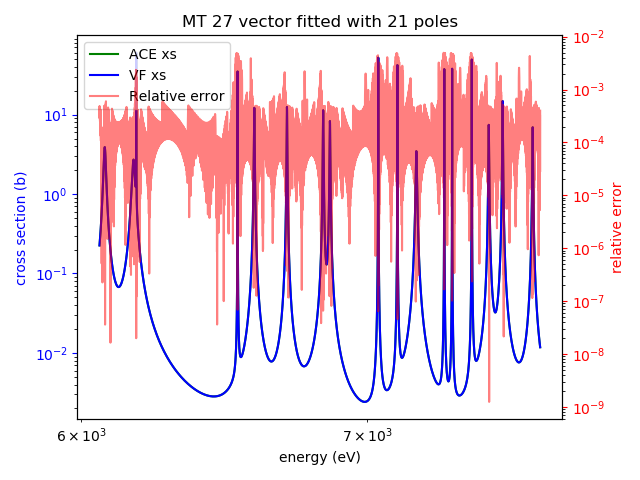 MT 27 vector fitted with 21 poles
ACE xs
VF xs
Relative error
cross section (b)
10¹
10⁰
10⁻¹
10⁻²
relative error
10⁻²
10⁻³
10⁻⁴
10⁻⁵
10⁻⁶
10⁻⁷
10⁻⁸
10⁻⁹
6 × 10³
7 × 10³
energy (eV)